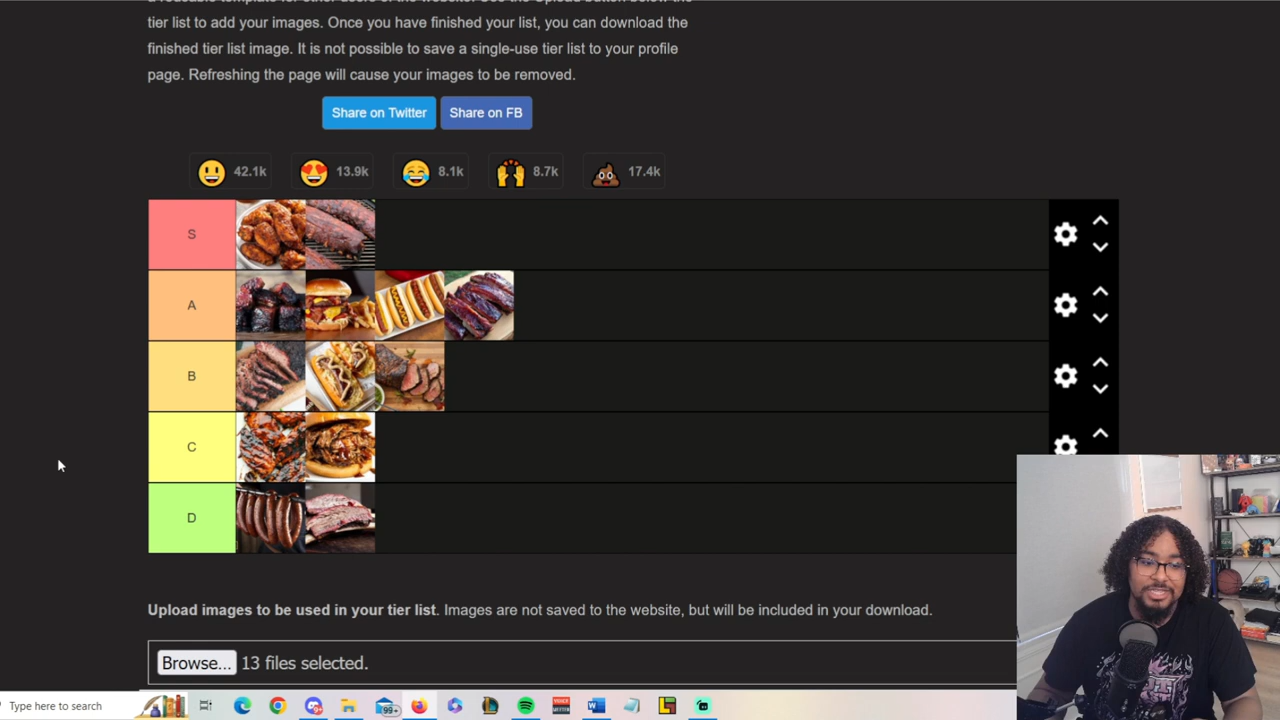 tier list to add your images. Once you have finished your list, you can download the
finished tier list image. It is not possible to save a single-use tier list to your profile
page. Refreshing the page will cause your images to be removed.
Share on Twitter Share on FB
42.1k 13.9k 8.1k 8.7k 17.4k
S
A
B
C
D
Upload images to be used in your tier list. Images are not saved to the website, but will be included in your download.
Browse... 13 files selected.
Type here to search
99+